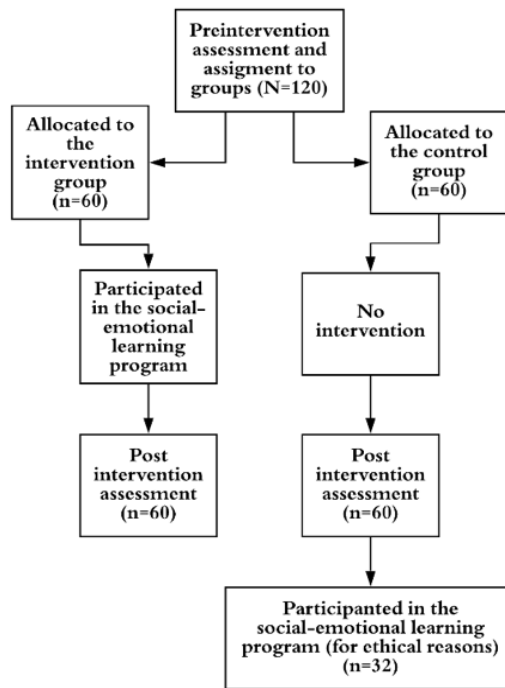 Preintervention
assessment and
assigment to
groups (N=120)
Allocated to
the
intervention
group
(n=60)
Allocated to
the control
group
(n=60)
Participated
in the social-
emotional
learning
program
No
intervention
Post
intervention
assessment
(n=60)
Post
intervention
assessment
(n=60)
Participanted in the
social-emotional learning
program (for ethical reasons)
(n=32)